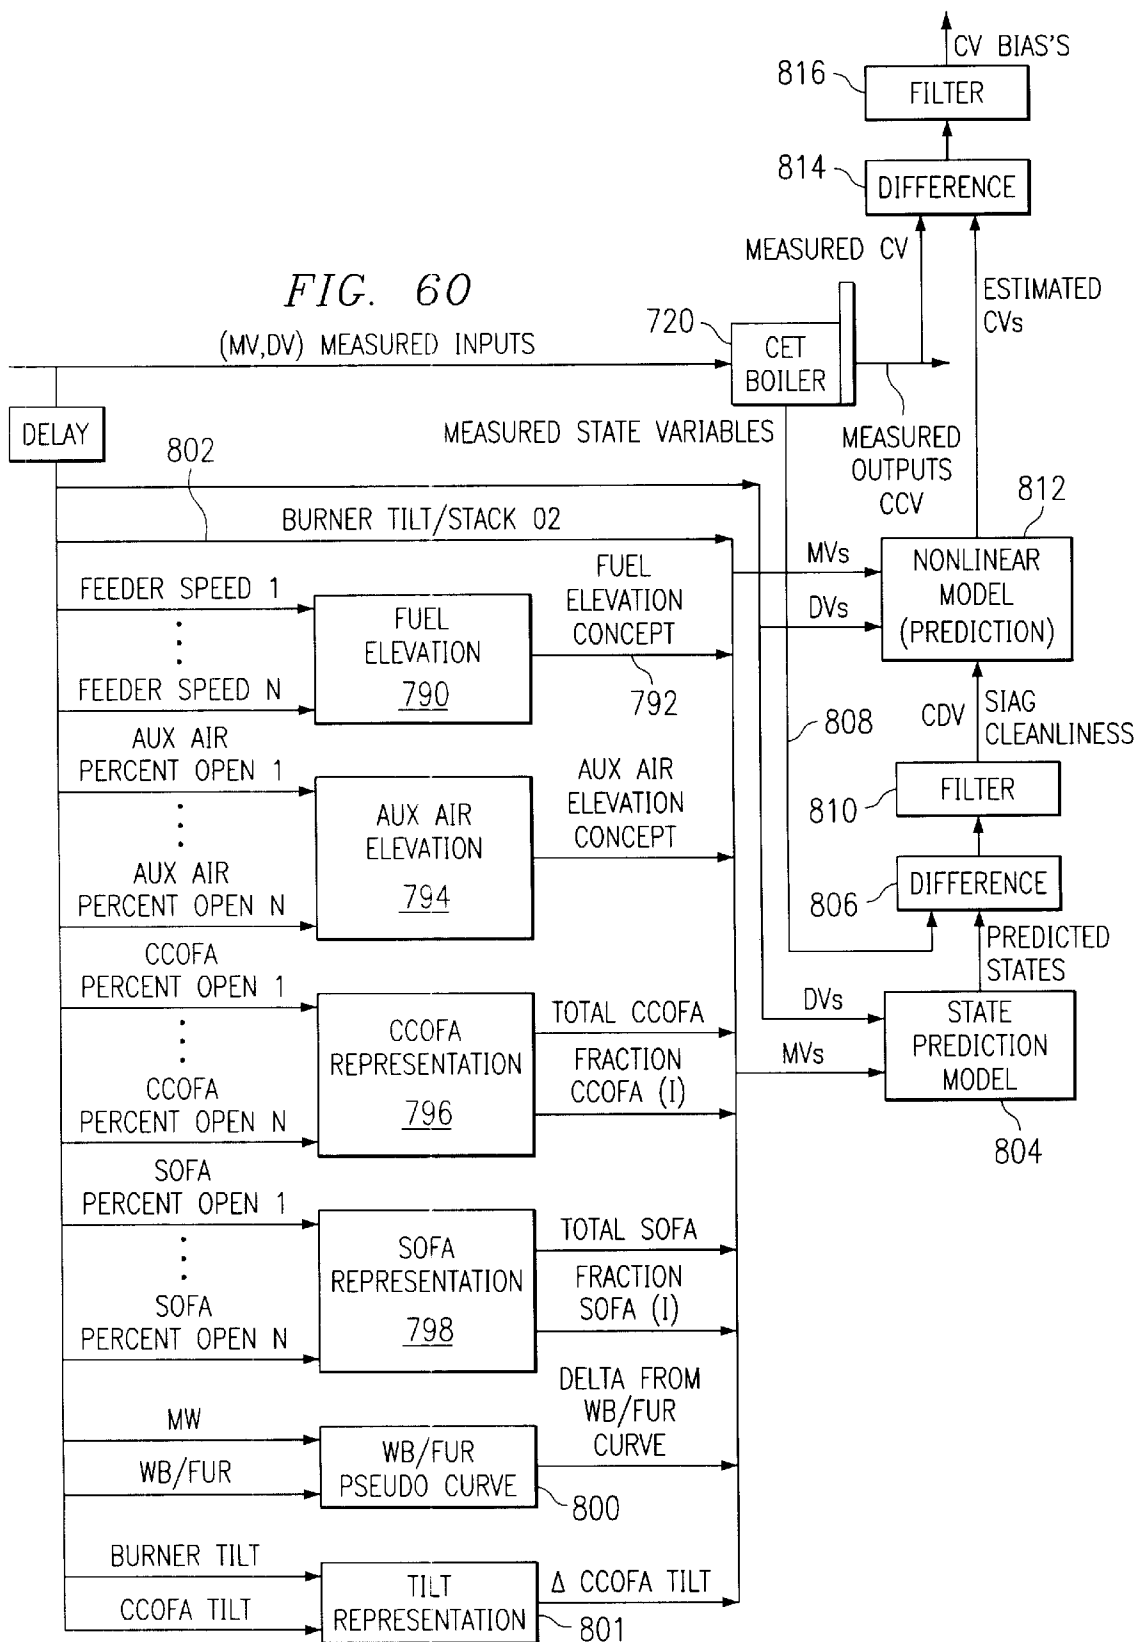 CV BIAS'S
816
FILTER
814
DIFFERENCE
MEASURED CV
FIG. 60
ESTIMATED
CVs
720
(MV,DV) MEASURED INPUTS
CET
BOILER
DELAY
MEASURED STATE VARIABLES
MEASURED
OUTPUTS
CCV
802
812
BURNER TILT/STACK O2
MVs
DVs
NONLINEAR
MODEL
(PREDICTION)
FEEDER SPEED 1
FEEDER SPEED N
FUEL
ELEVATION
790
FUEL
ELEVATION
CONCEPT
792
808
CDV
SIAG
CLEANLINESS
AUX AIR
PERCENT OPEN 1
AUX AIR
PERCENT OPEN N
AUX AIR
ELEVATION
794
AUX AIR
ELEVATION
CONCEPT
810
FILTER
806
DIFFERENCE
PREDICTED
STATES
CCOFA
PERCENT OPEN 1
CCOFA
PERCENT OPEN N
CCOFA
REPRESENTATION
796
TOTAL CCOFA
FRACTION
CCOFA (I)
DVs
MVs
STATE
PREDICTION
MODEL
804
SOFA
PERCENT OPEN 1
SOFA
PERCENT OPEN N
SOFA
REPRESENTATION
798
TOTAL SOFA
FRACTION
SOFA (I)
MW
WB/FUR
WB/FUR
PSEUDO CURVE
800
DELTA FROM
WB/FUR
CURVE
BURNER TILT
CCOFA TILT
TILT
REPRESENTATION
801
Δ CCOFA TILT